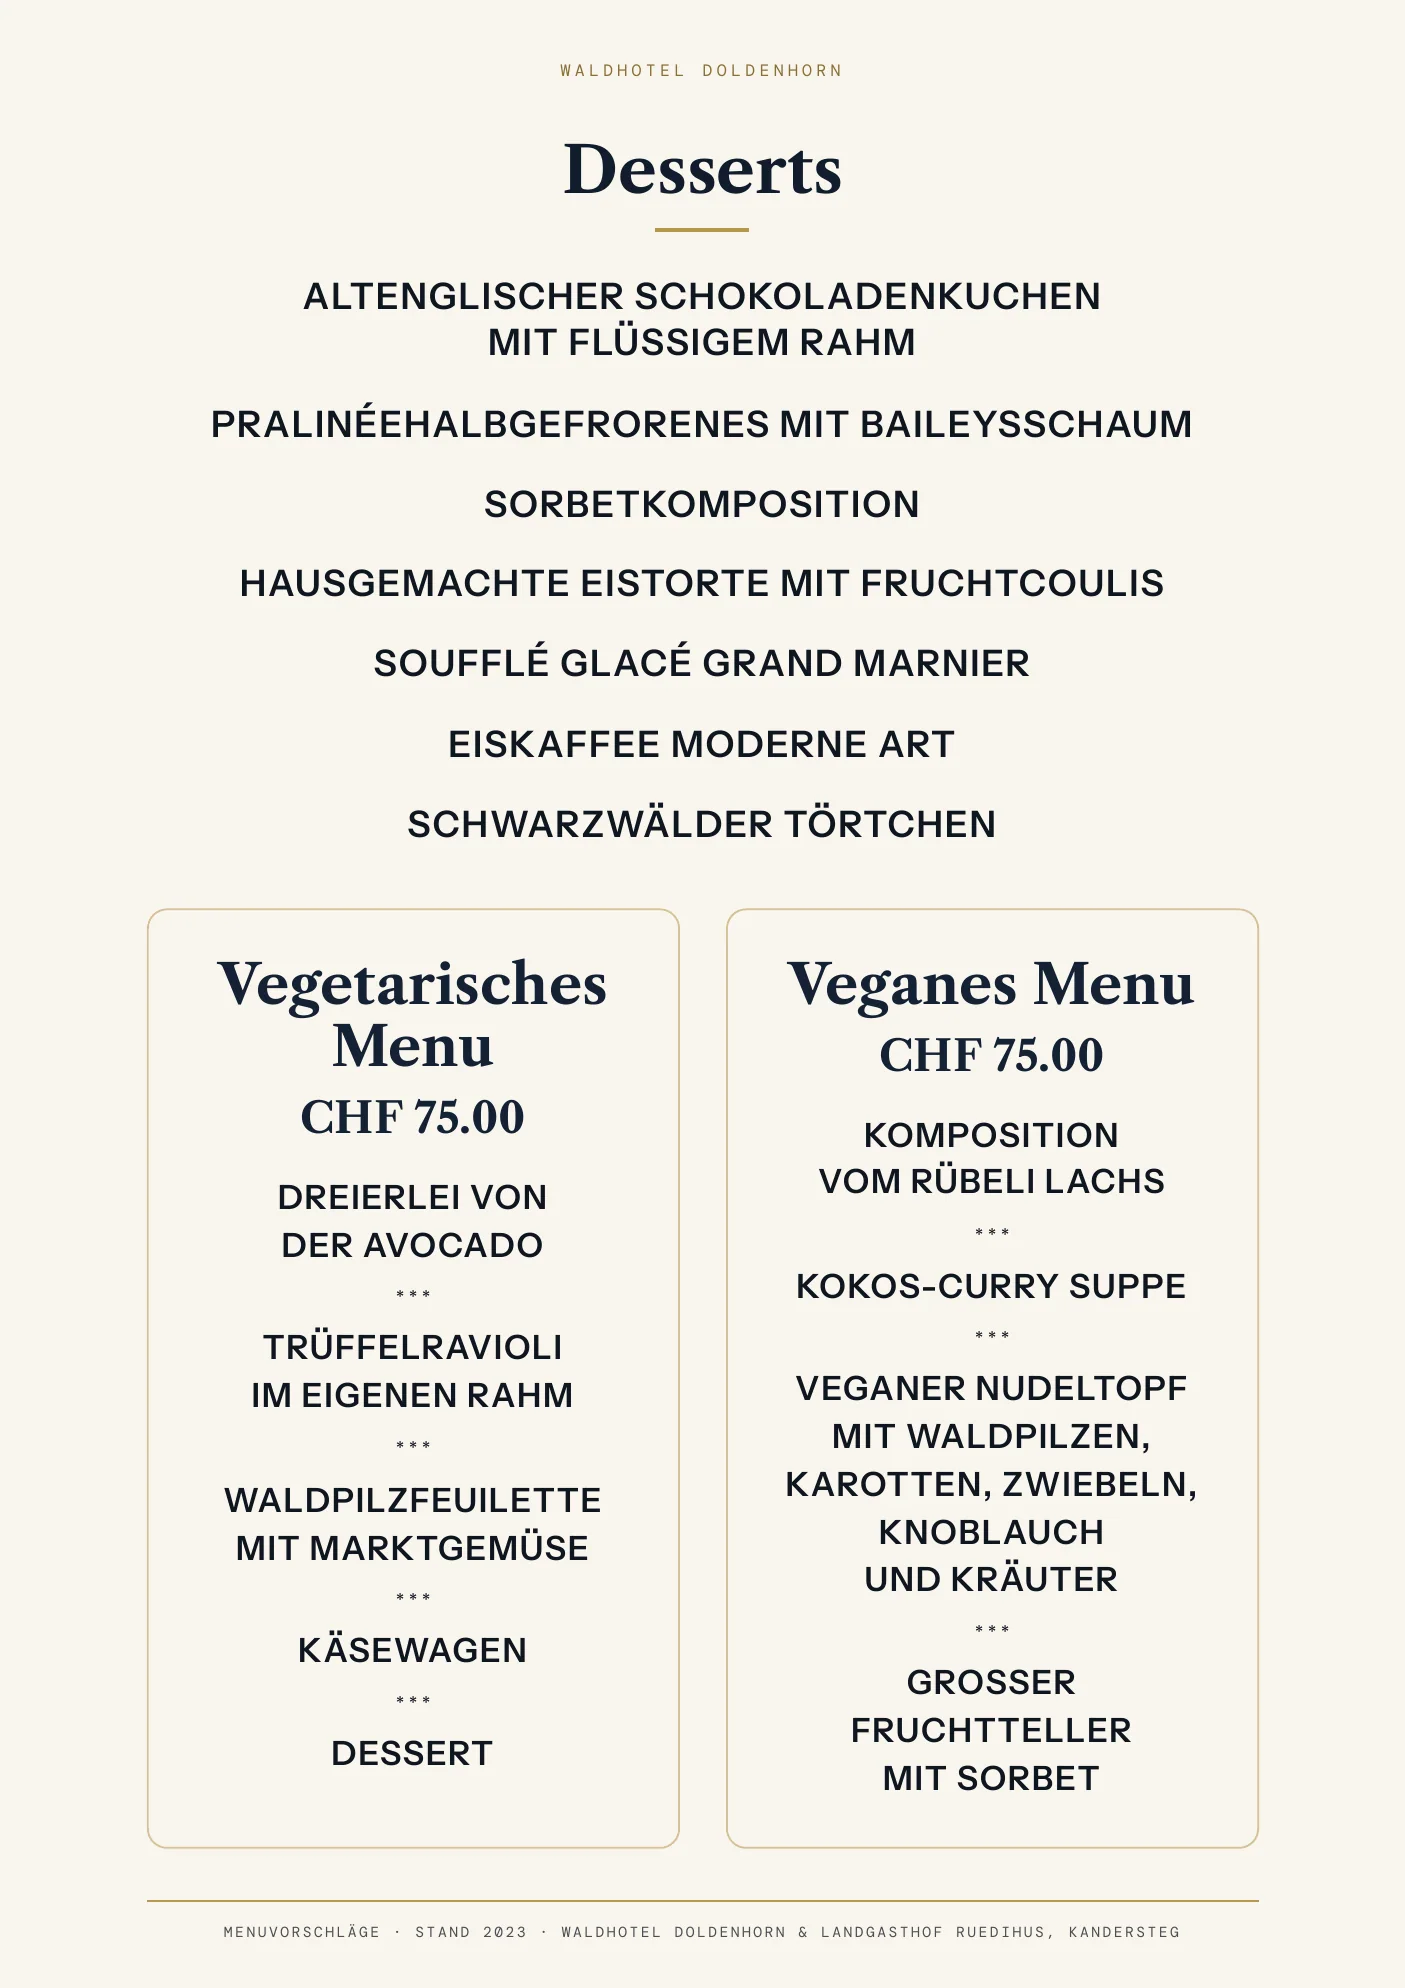 WALDHOTEL DOLDENHORN
Desserts
ALTENGLISCHER SCHOKOLADENKUCHEN
MIT FLÜSSIGEM RAHM
PRALINÉEHALBGEFRORENES MIT BAILEYSSCHAUM
SORBETKOMPOSITION
HAUSGEMACHTE EISTORTE MIT FRUCHTCOULIS
SOUFFLÉ GLACÉ GRAND MARNIER
EISKAFFEE MODERNE ART
SCHWARZWÄLDER TÖRTCHEN
Vegetarisches
Menu
CHF 75.00
DREIERLEI VON
DER AVOCADO
***
TRÜFFELRAVIOLI
IM EIGENEN RAHM
***
WALDPILZFEUILETTE
MIT MARKTGEMÜSE
***
KÄSEWAGEN
***
DESSERT
Veganes Menu
CHF 75.00
KOMPOSITION
VOM RÜBELI LACHS
***
KOKOS-CURRY SUPPE
***
VEGANER NUDELTOPF
MIT WALDPILZEN,
KAROTTEN, ZWIEBELN,
KNOBLAUCH
UND KRÄUTER
***
GROSSER
FRUCHTTELLER
MIT SORBET
MENUVORSCHLÄGE · STAND 2023 · WALDHOTEL DOLDENHORN & LANDGASTHOF RUEDIHUS, KANDERSTEG